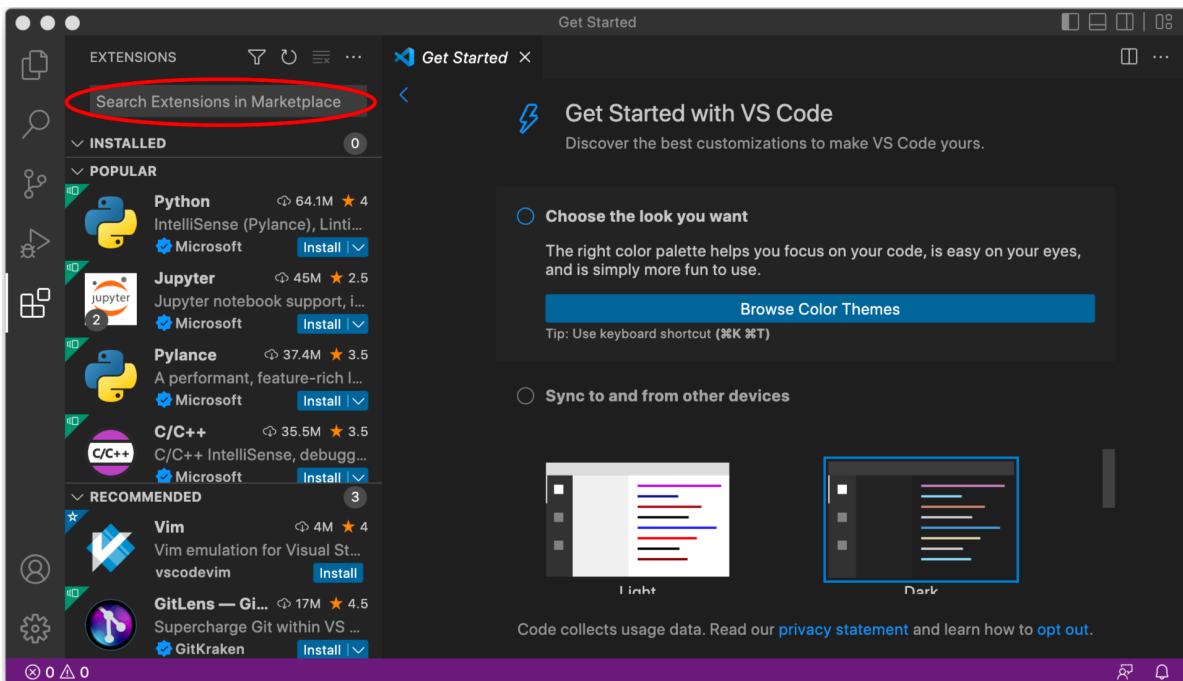 Get Started
EXTENSIONS
Search Extensions in Marketplace
INSTALLED 0
POPULAR
Python 64.1M ★ 4
IntelliSense (Pylance), Linti...
Microsoft Install
Jupyter 45M ★ 2.5
jupyter
Jupyter notebook support, i...
2
Microsoft Install
Pylance 37.4M ★ 3.5
A performant, feature-rich l...
Microsoft Install
C/C++ 35.5M ★ 3.5
C/C++
C/C++ IntelliSense, debugg...
Microsoft Install
RECOMMENDED 3
Vim 4M ★ 4
Vim emulation for Visual St...
vscodevim Install
GitLens — Gi... 17M ★ 4.5
Supercharge Git within VS ...
GitKraken Install
Get Started
Get Started with VS Code
Discover the best customizations to make VS Code yours.
Choose the look you want
The right color palette helps you focus on your code, is easy on your eyes,
and is simply more fun to use.
Browse Color Themes
Tip: Use keyboard shortcut (⌘K ⌘T)
Sync to and from other devices
Light Dark
Code collects usage data. Read our privacy statement and learn how to opt out.
0 0